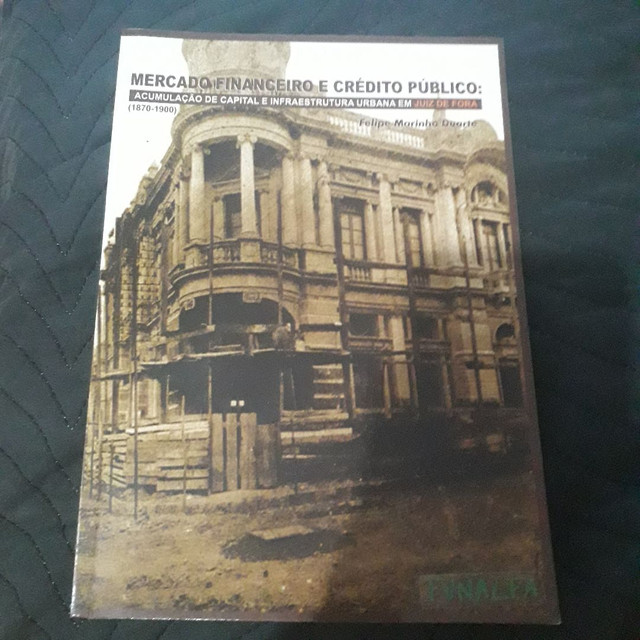 MERCADO FINANCEIRO E CRÉDITO PÚBLICO:
ACUMULAÇÃO DE CAPITAL E INFRAESTRUTURA URBANA EM JUIZ DE FORA
(1870-1900)
Felipe Marinho Duarte
FUNALFA